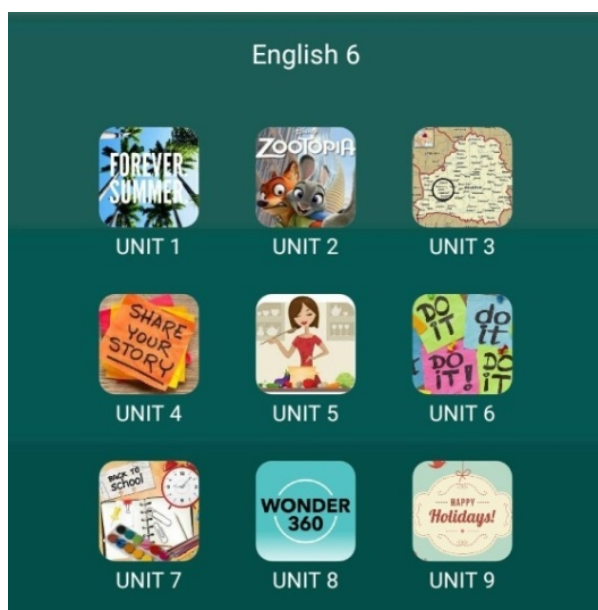 English 6
FOREVER
SUMMER
ZOOTOPIA
UNIT 1
UNIT 2
UNIT 3
SHARE
YOUR
STORY
DO
IT
do
it
DO
IT!
DO
IT
UNIT 4
UNIT 5
UNIT 6
BACK TO
school
WONDER
360
HAPPY
Holidays!
UNIT 7
UNIT 8
UNIT 9